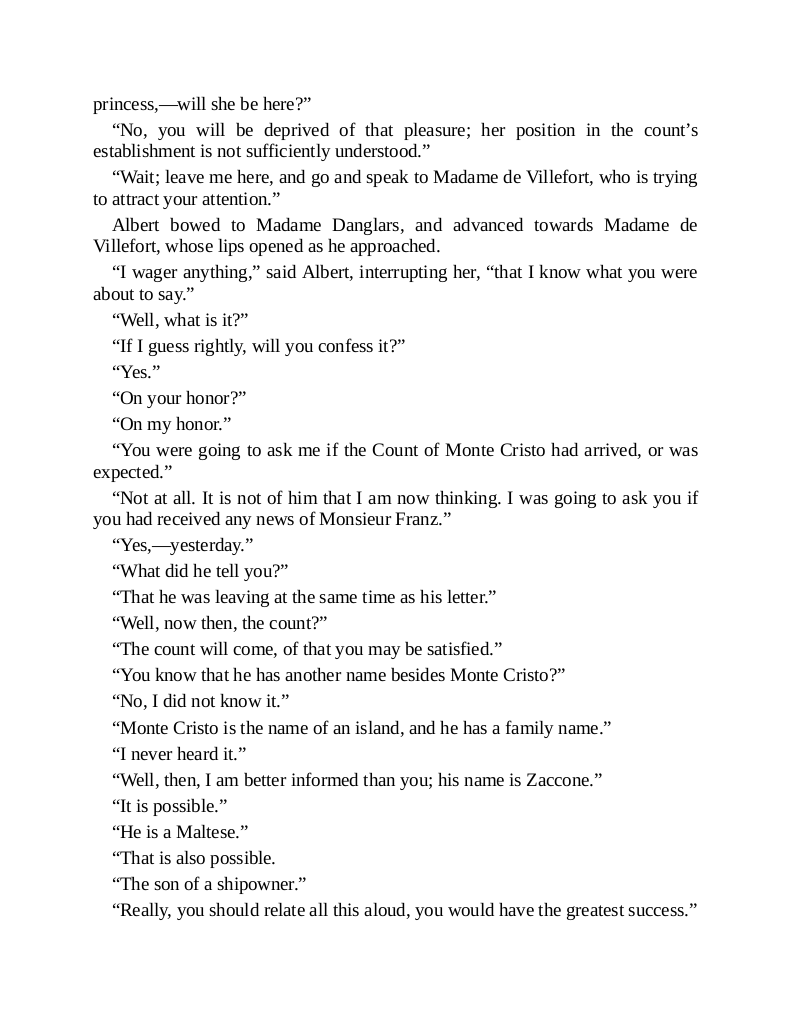 princess,—will she be here?”
“No, you will be deprived of that pleasure; her position in the count’s
establishment is not sufficiently understood.”
“Wait; leave me here, and go and speak to Madame de Villefort, who is trying
to attract your attention.”
Albert bowed to Madame Danglars, and advanced towards Madame de
Villefort, whose lips opened as he approached.
“I wager anything,” said Albert, interrupting her, “that I know what you were
about to say.”
“Well, what is it?”
“If I guess rightly, will you confess it?”
“Yes.”
“On your honor?”
“On my honor.”
“You were going to ask me if the Count of Monte Cristo had arrived, or was
expected.”
“Not at all. It is not of him that I am now thinking. I was going to ask you if
you had received any news of Monsieur Franz.”
“Yes,—yesterday.”
“What did he tell you?”
“That he was leaving at the same time as his letter.”
“Well, now then, the count?”
“The count will come, of that you may be satisfied.”
“You know that he has another name besides Monte Cristo?”
“No, I did not know it.”
“Monte Cristo is the name of an island, and he has a family name.”
“I never heard it.”
“Well, then, I am better informed than you; his name is Zaccone.”
“It is possible.”
“He is a Maltese.”
“That is also possible.
“The son of a shipowner.”
“Really, you should relate all this aloud, you would have the greatest success.”